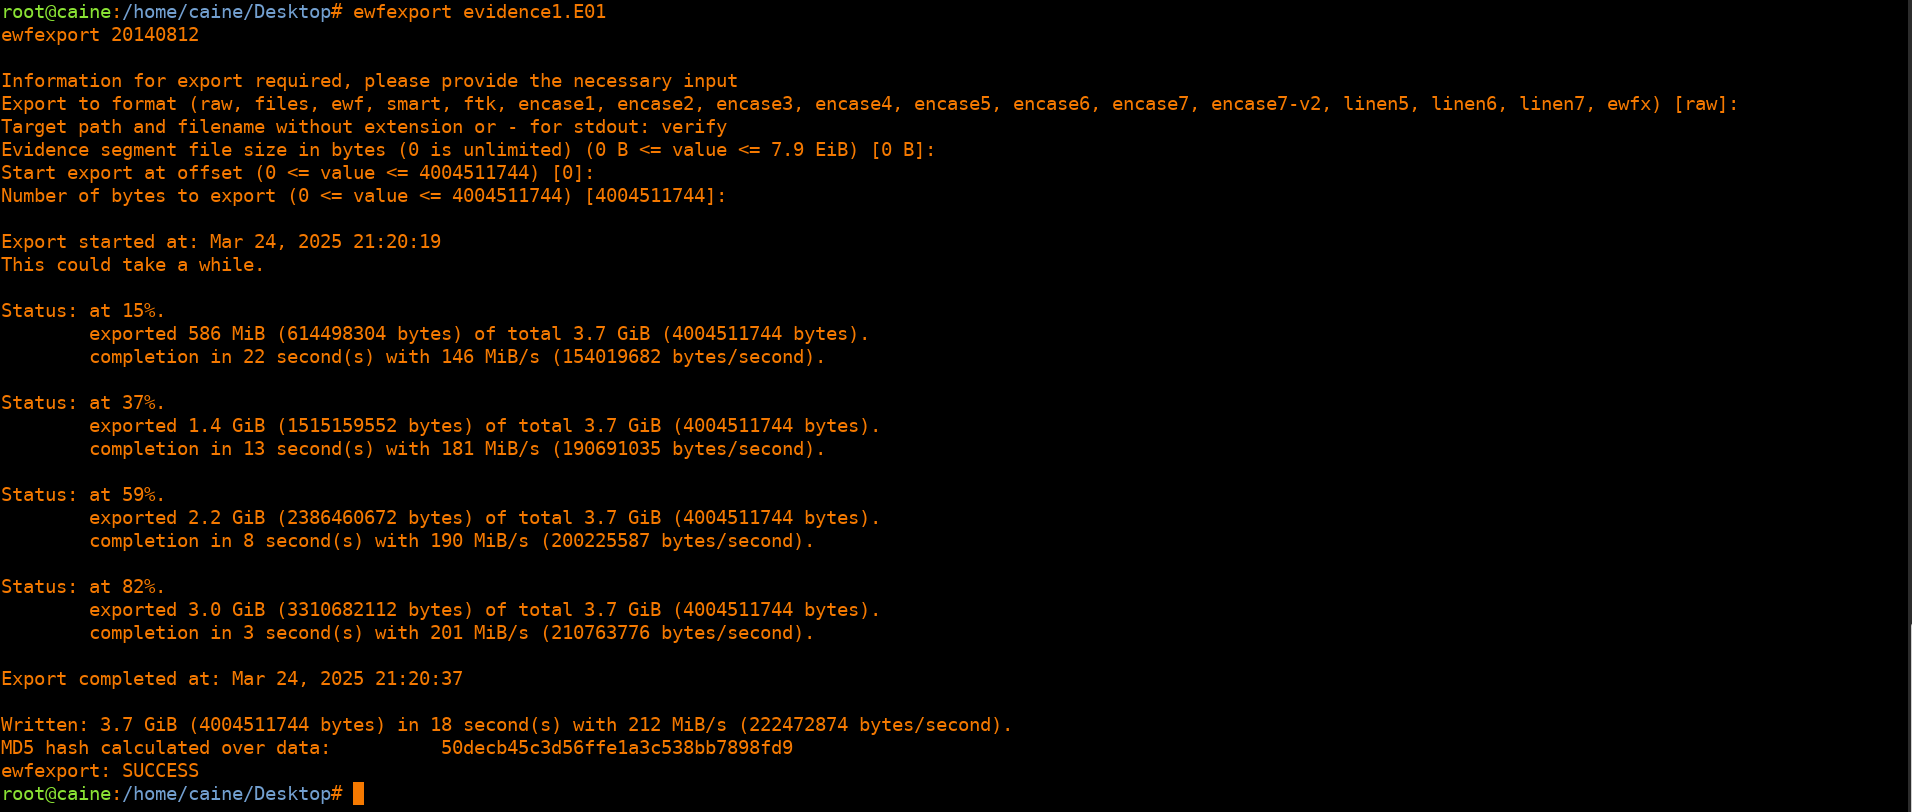 root@caine:/home/caine/Desktop# ewfexport evidence1.E01
ewfexport 20140812
Information for export required, please provide the necessary input
Export to format (raw, files, ewf, smart, ftk, encase1, encase2, encase3, encase4, encase5, encase6, encase7, encase7-v2, linen5, linen6, linen7, ewfx) [raw]:
Target path and filename without extension or - for stdout: verify
Evidence segment file size in bytes (0 is unlimited) (0 B <= value <= 7.9 EiB) [0 B]:
Start export at offset (0 <= value <= 4004511744) [0]:
Number of bytes to export (0 <= value <= 4004511744) [4004511744]:
Export started at: Mar 24, 2025 21:20:19
This could take a while.
Status: at 15%.
exported 586 MiB (614498304 bytes) of total 3.7 GiB (4004511744 bytes).
completion in 22 second(s) with 146 MiB/s (154019682 bytes/second).
Status: at 37%.
exported 1.4 GiB (1515159552 bytes) of total 3.7 GiB (4004511744 bytes).
completion in 13 second(s) with 181 MiB/s (190691035 bytes/second).
Status: at 59%.
exported 2.2 GiB (2386460672 bytes) of total 3.7 GiB (4004511744 bytes).
completion in 8 second(s) with 190 MiB/s (200225587 bytes/second).
Status: at 82%.
exported 3.0 GiB (3310682112 bytes) of total 3.7 GiB (4004511744 bytes).
completion in 3 second(s) with 201 MiB/s (210763776 bytes/second).
Export completed at: Mar 24, 2025 21:20:37
Written: 3.7 GiB (4004511744 bytes) in 18 second(s) with 212 MiB/s (222472874 bytes/second).
MD5 hash calculated over data:          50decb45c3d56ffe1a3c538bb7898fd9
ewfexport: SUCCESS
root@caine:/home/caine/Desktop#